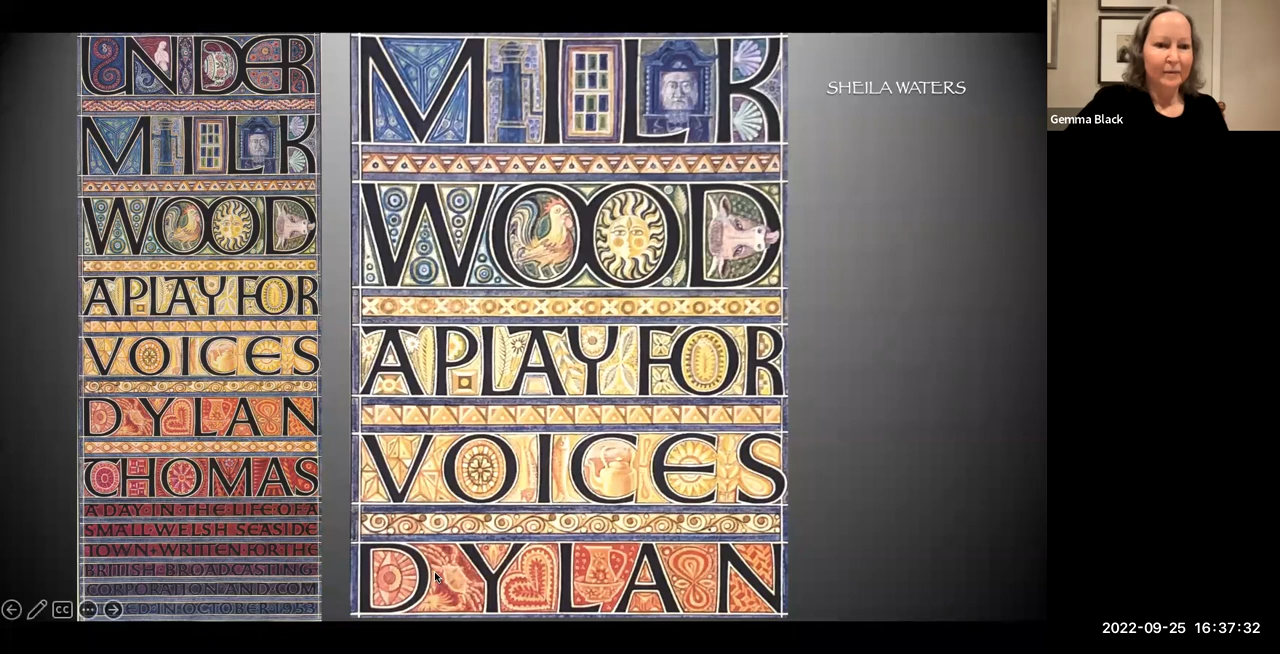 UNDER
MILK
WOOD
A PLAY FOR
VOICES
DYLAN
THOMAS
A·DAY·IN·THE·LIFE·OF·A
SMALL·WELSH·SEASIDE
TOWN·WRITTEN·FOR·THE
BRITISH·BROADCASTING
CORPORATION·AND·COM
ED·IN·OCTOBER·1953
MILK
WOOD
A PLAY FOR
VOICES
DYLAN
SHEILA WATERS
Gemma Black
CC
2022-09-25 16:37:32